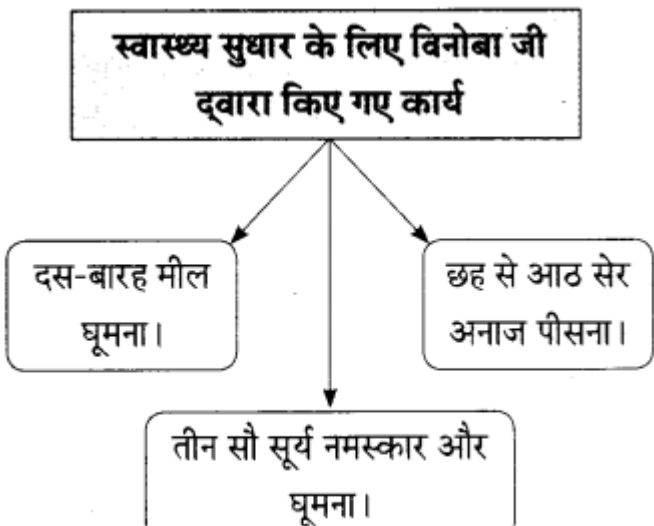 स्वास्थ्य सुधार के लिए विनोबा जी
द्‌वारा किए गए कार्य
दस-बारह मील
घूमना।
छह से आठ सेर
अनाज पीसना।
तीन सौ सूर्य नमस्कार और
घूमना।